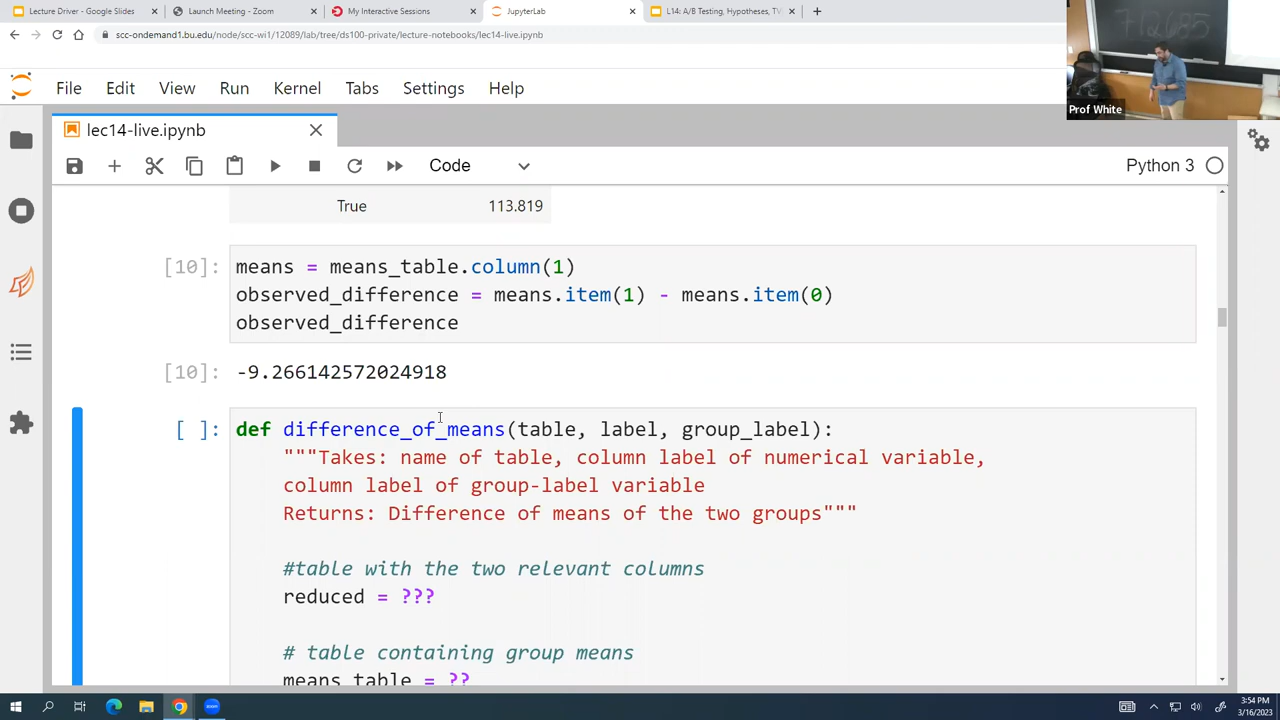 Lecture Driver - Google Slides
Launch Meeting - Zoom
My Interactive Sessions
JupyterLab
L14: A/B Testing, Hypotheses, TV
scc-ondemand1.bu.edu/node/scc-wi1/12089/lab/tree/ds100-private/lecture-notebooks/lec14-live.ipynb
712685
Prof White
File Edit View Run Kernel Tabs Settings Help
lec14-live.ipynb
Code
Python 3
True 113.819
[10]: means = means_table.column(1)
observed_difference = means.item(1) - means.item(0)
observed_difference
[10]: -9.266142572024918
[ ]: def difference_of_means(table, label, group_label):
"""Takes: name of table, column label of numerical variable,
column label of group-label variable
Returns: Difference of means of the two groups"""
#table with the two relevant columns
reduced = ???
# table containing group means
means_table = ??
3:54 PM
3/16/2023